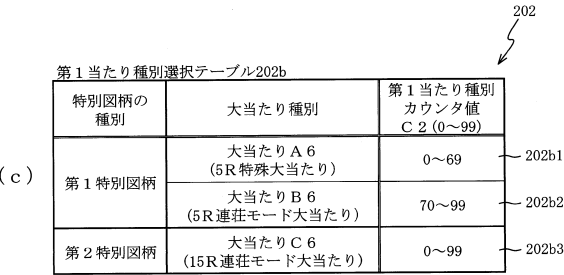 202
第1当たり種別選択テーブル202b
特別図柄の
種別
大当たり種別
第1当たり種別
カウンタ値
C2(0～99)
(c)
第1特別図柄
大当たりA6
(5R特殊大当たり)
0～69
202b1
大当たりB6
(5R連荘モード大当たり)
70～99
202b2
第2特別図柄
大当たりC6
(15R連荘モード大当たり)
0～99
202b3